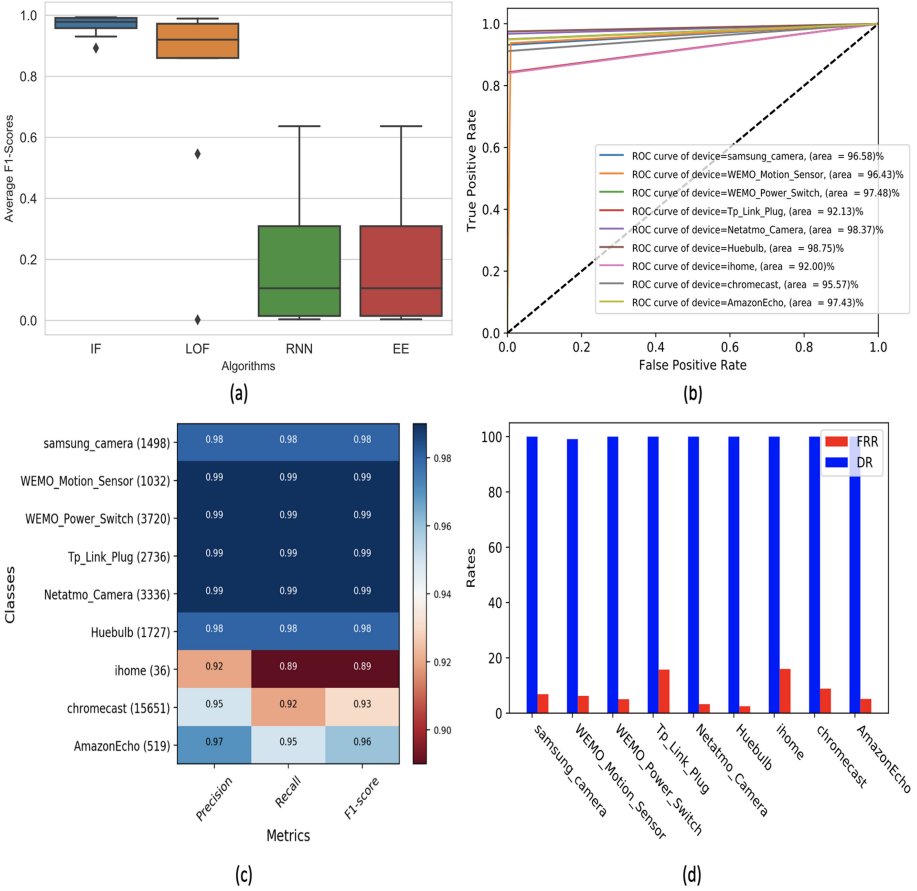 1.0
0.8
0.6
0.4
0.2
0.0
Average F1-Scores
IF LOF RNN EE
Algorithms
(a)
1.0
0.8
0.6
0.4
0.2
0.0
True Positive Rate
ROC curve of device=samsung_camera, (area = 96.58)%
ROC curve of device=WEMO_Motion_Sensor, (area = 96.43)%
ROC curve of device=WEMO_Power_Switch, (area = 97.48)%
ROC curve of device=Tp_Link_Plug, (area = 92.13)%
ROC curve of device=Netatmo_Camera, (area = 98.37)%
ROC curve of device=Huebulb, (area = 98.75)%
ROC curve of device=ihome, (area = 92.00)%
ROC curve of device=chromecast, (area = 95.57)%
ROC curve of device=AmazonEcho, (area = 97.43)%
0.0 0.2 0.4 0.6 0.8 1.0
False Positive Rate
(b)
Classes
samsung_camera (1498) 0.98 0.98 0.98
WEMO_Motion_Sensor (1032) 0.99 0.99 0.99
WEMO_Power_Switch (3720) 0.99 0.99 0.99
Tp_Link_Plug (2736) 0.99 0.99 0.99
Netatmo_Camera (3336) 0.99 0.99 0.99
Huebulb (1727) 0.98 0.98 0.98
ihome (36) 0.92 0.89 0.89
chromecast (15651) 0.95 0.92 0.93
AmazonEcho (519) 0.97 0.95 0.96
Precision Recall F1-score
Metrics
0.98
0.96
0.94
0.92
0.90
(c)
100
80
60
40
20
0
Rates
FRR
DR
samsung_camera
WEMO_Motion_Sensor
WEMO_Power_Switch
Tp_Link_Plug
Netatmo_Camera
Huebulb
ihome
chromecast
AmazonEcho
(d)